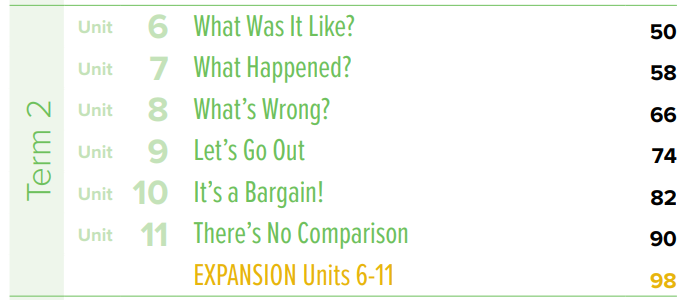 Term 2
Unit 6 What Was It Like? 50
Unit 7 What Happened? 58
Unit 8 What's Wrong? 66
Unit 9 Let's Go Out 74
Unit 10 It's a Bargain! 82
Unit 11 There's No Comparison 90
EXPANSION Units 6-11 98